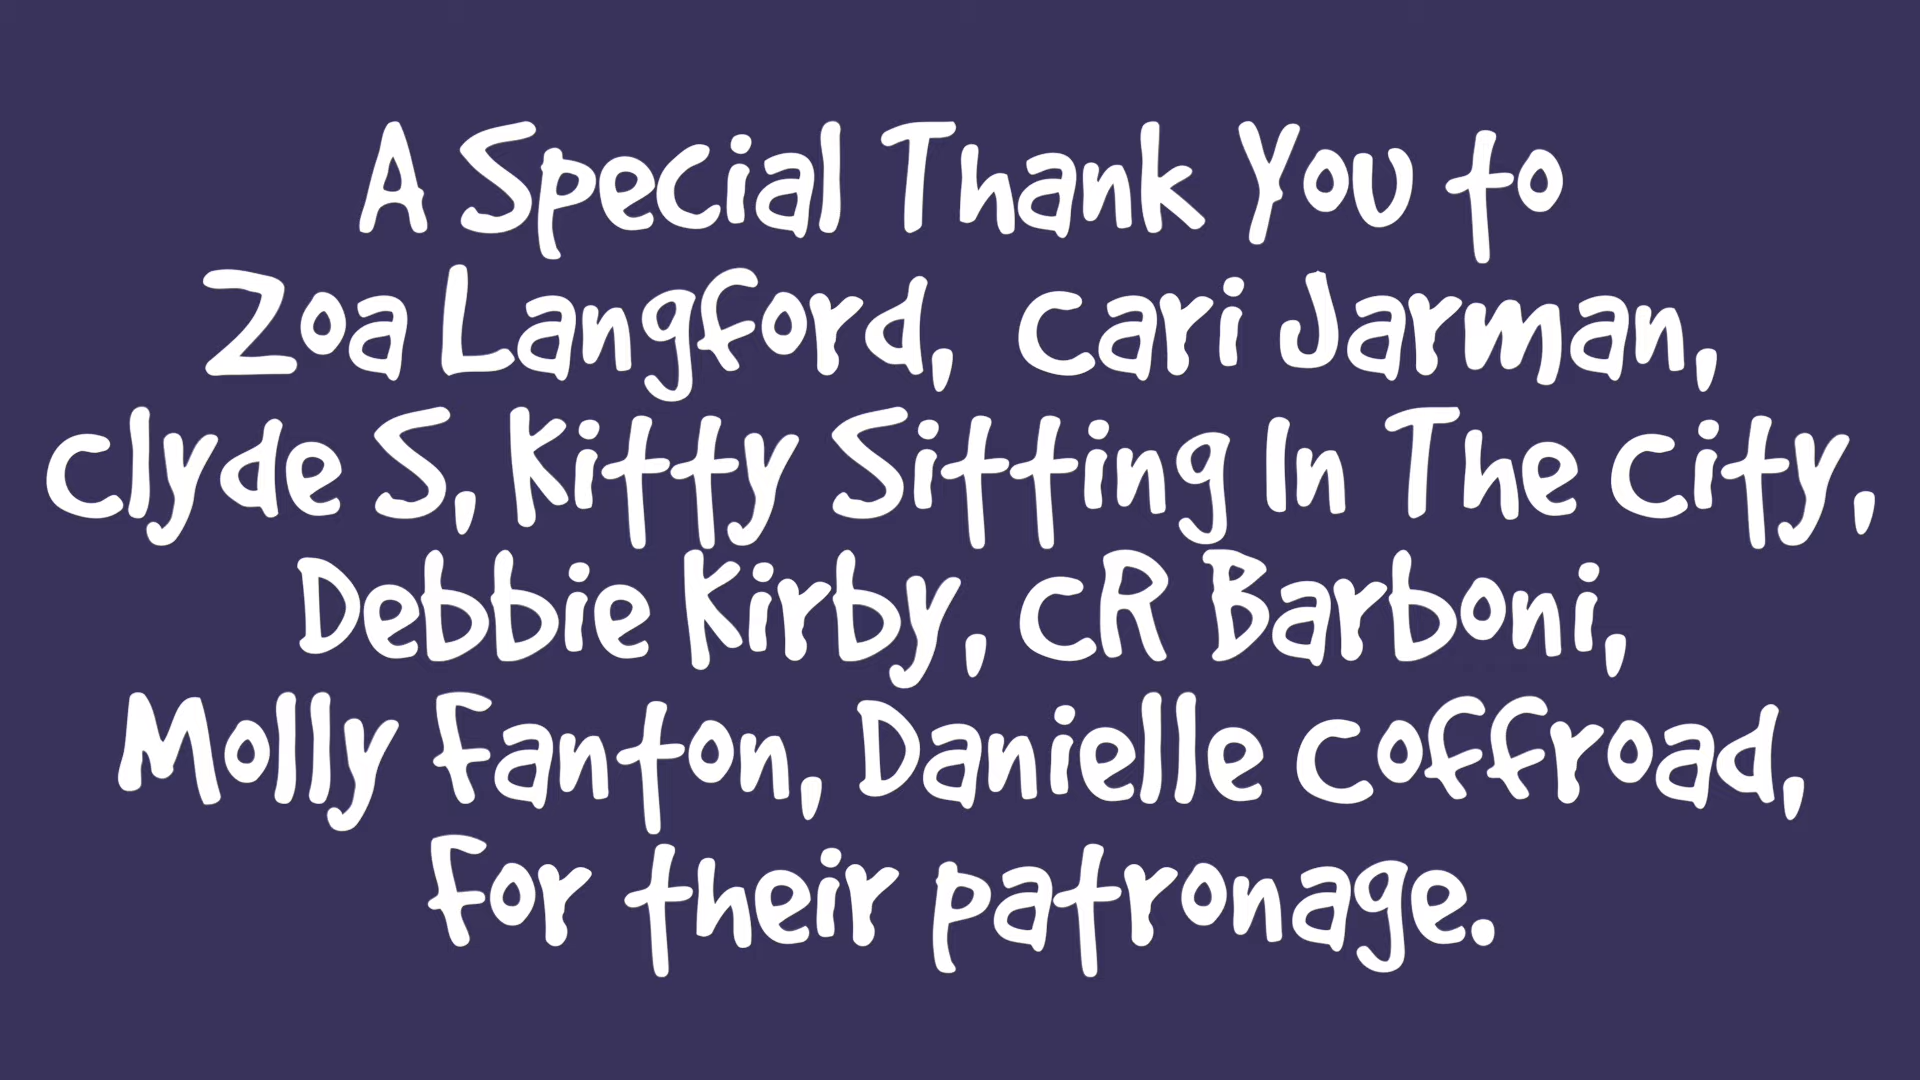 A Special Thank You to
Zoa Langford, Cari Jarman,
Clyde S, Kitty Sitting In The City,
Debbie Kirby, CR Barboni,
Molly Fanton, Danielle Coffroad,
For their patronage.